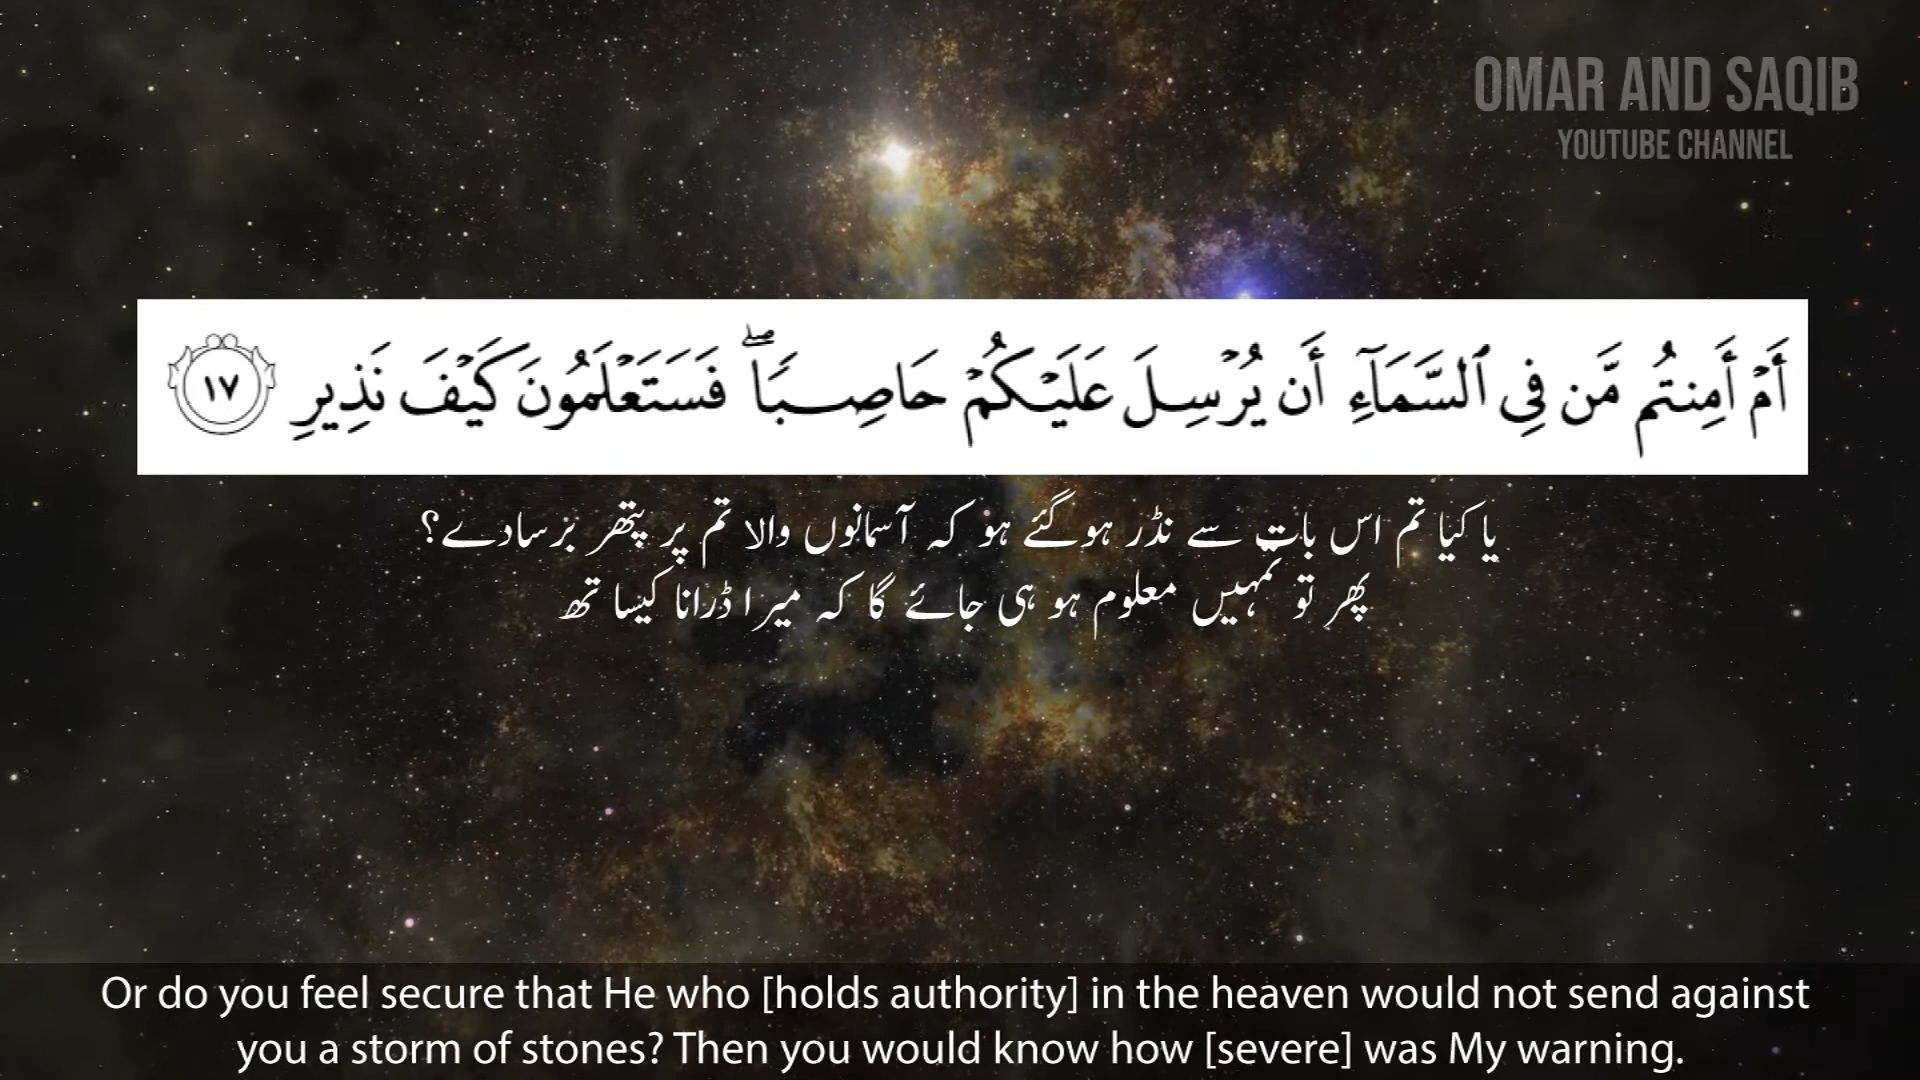 OMAR AND SAQIB
YOUTUBE CHANNEL
أَمۡ أَمِنتُم مَّن فِي ٱلسَّمَآءِ أَن يُرۡسِلَ عَلَيۡكُمۡ حَاصِبٗاۖ فَسَتَعۡلَمُونَ كَيۡفَ نَذِيرِ ١٧
یا کیا تم اس بات سے نڈر ہوگئے ہو کہ آسمانوں والا تم پر پتھر برسادے؟
پھر تو تمہیں معلوم ہو ہی جائے گا کہ میرا ڈرانا کیسا تھا
Or do you feel secure that He who [holds authority] in the heaven would not send against
you a storm of stones? Then you would know how [severe] was My warning.